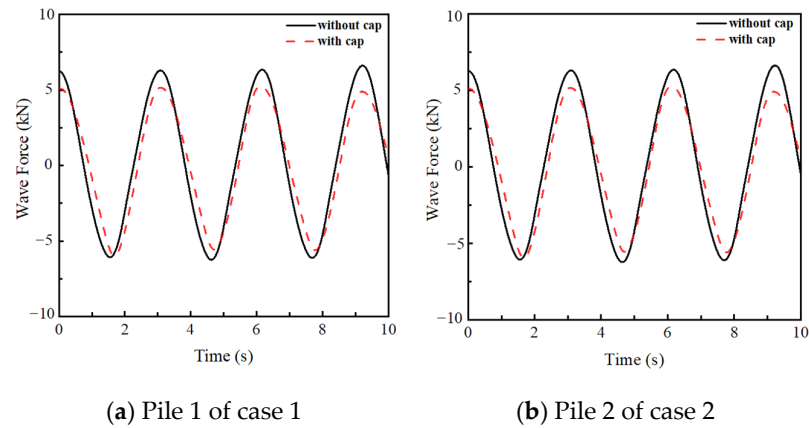 without cap
with cap
Wave Force (kN)
10
5
0
−5
−10
0
2
4
6
8
10
Time (s)
(a) Pile 1 of case 1
without cap
with cap
Wave Force (kN)
10
5
0
−5
−10
0
2
4
6
8
10
Time (s)
(b) Pile 2 of case 2